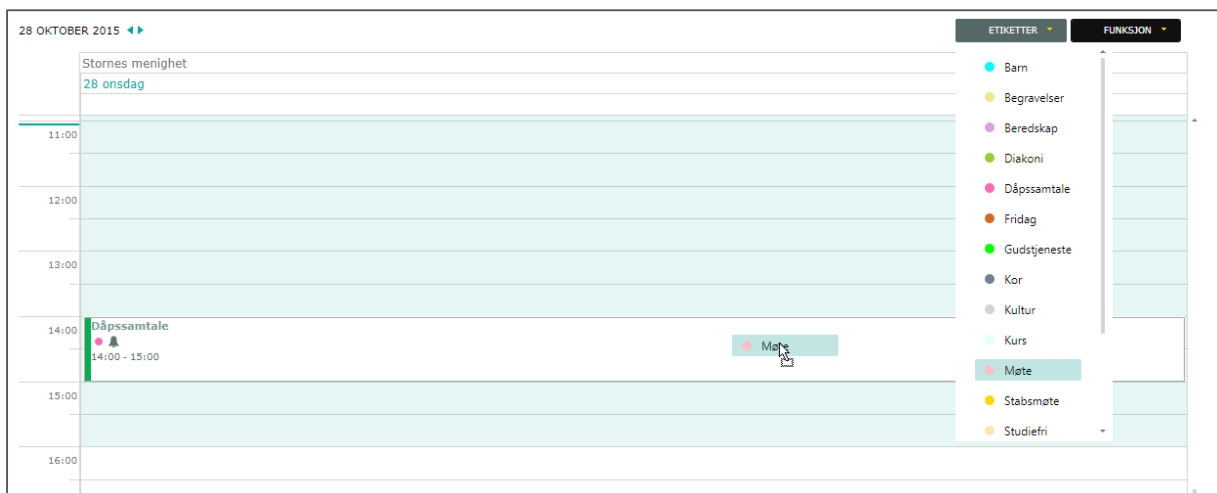 28 OKTOBER 2015
ETIKETTER
FUNKSJON
Stornes menighet
28 onsdag
11:00
12:00
13:00
14:00
15:00
16:00
Dåpssamtale
14:00 - 15:00
Møte
Barn
Begravelser
Beredskap
Diakoni
Dåpssamtale
Fridag
Gudstjeneste
Kor
Kultur
Kurs
Møte
Stabsmøte
Studiefri